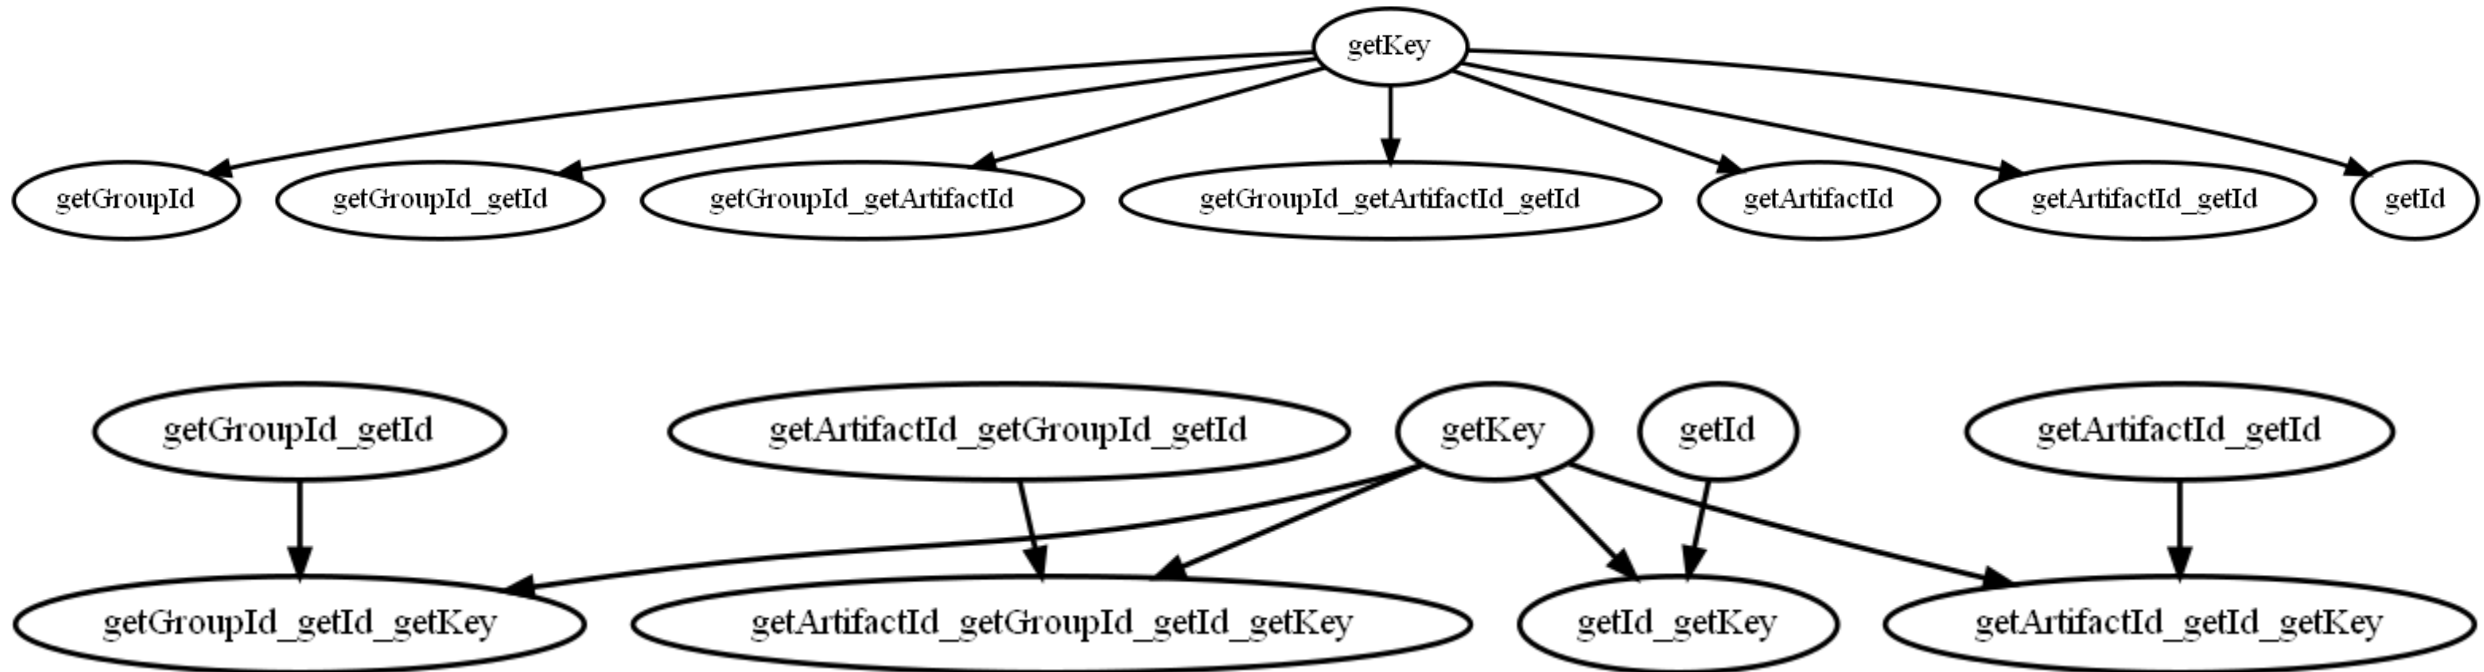 getKey
getGroupId
getGroupId_getId
getGroupId_getArtifactId
getGroupId_getArtifactId_getId
getArtifactId
getArtifactId_getId
getId
getGroupId_getId
getArtifactId_getGroupId_getId
getKey
getId
getArtifactId_getId
getGroupId_getId_getKey
getArtifactId_getGroupId_getId_getKey
getId_getKey
getArtifactId_getId_getKey